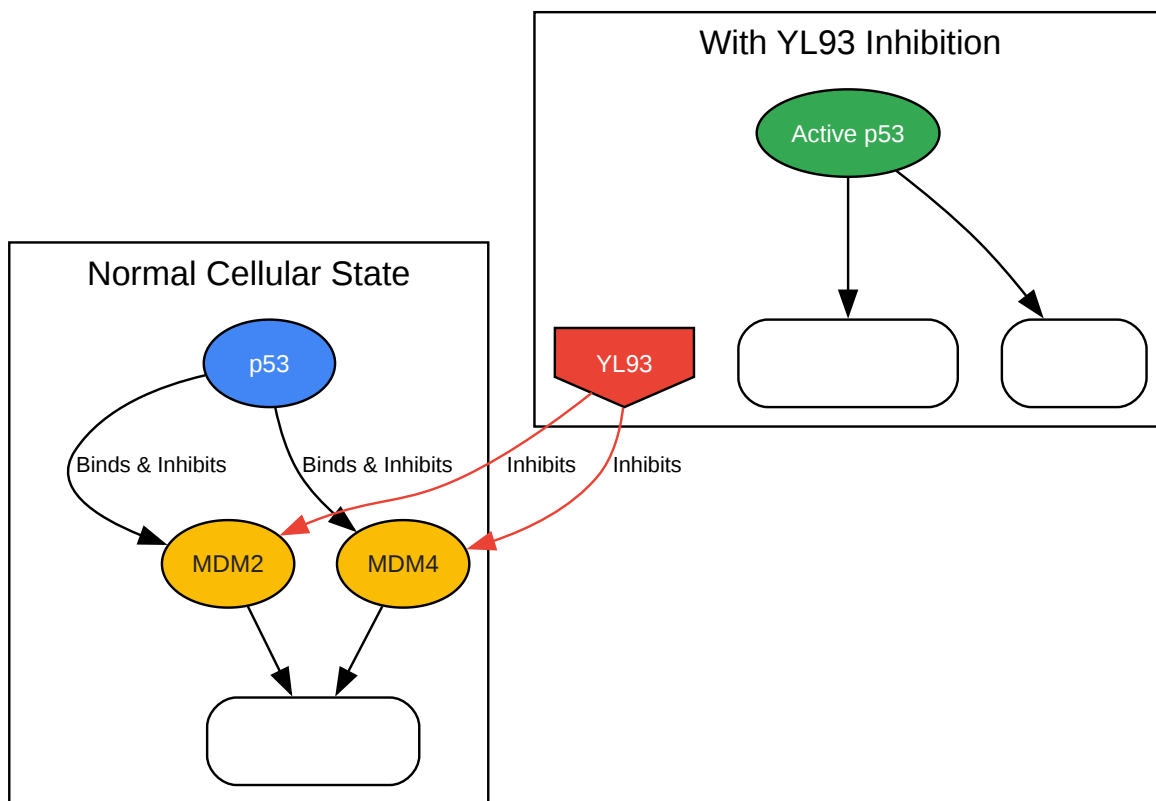 With YL93 Inhibition
Active p53
Normal Cellular State
p53
YL93
Binds & Inhibits
Binds & Inhibits
Inhibits
Inhibits
MDM2
MDM4